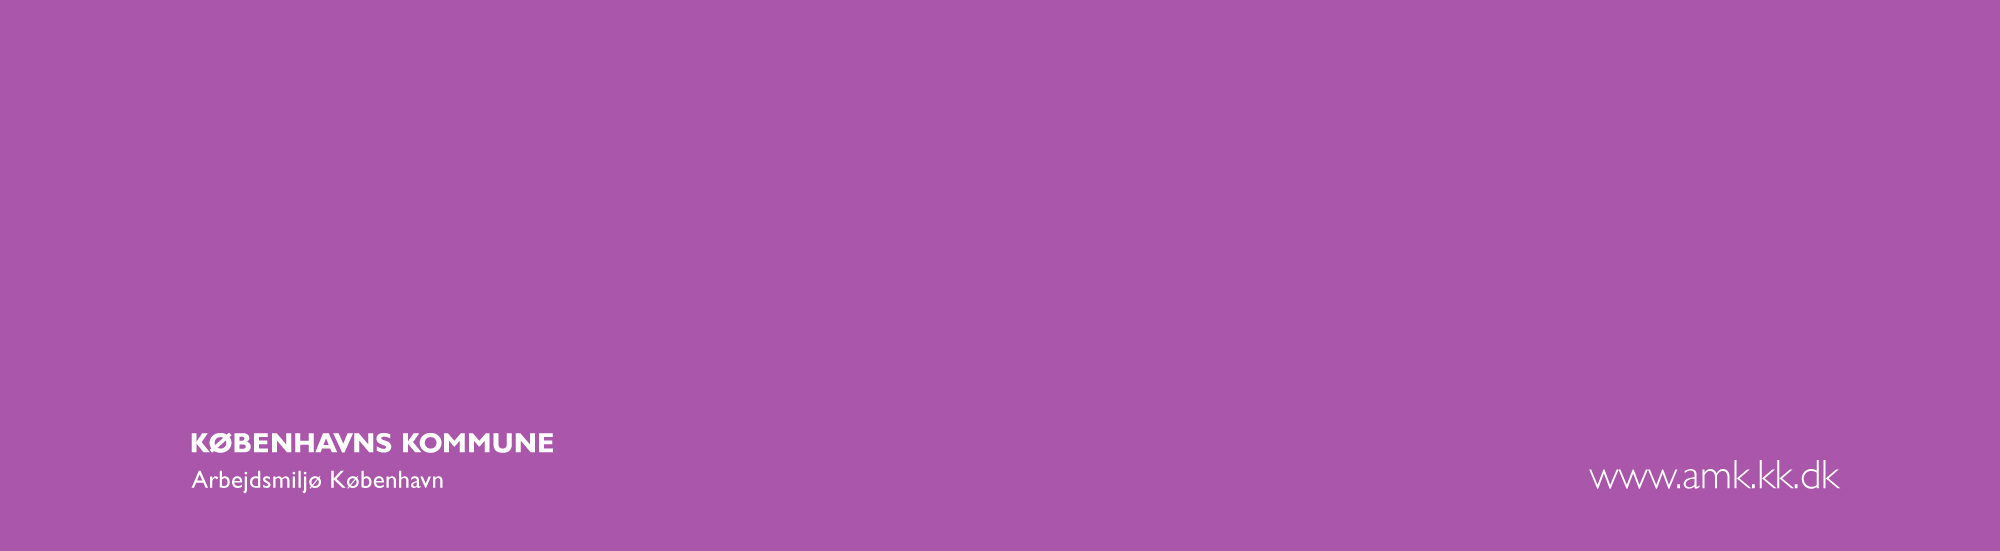 KØBENHAVNS KOMMUNE
Arbejdsmiljø København
www.amk.kk.dk